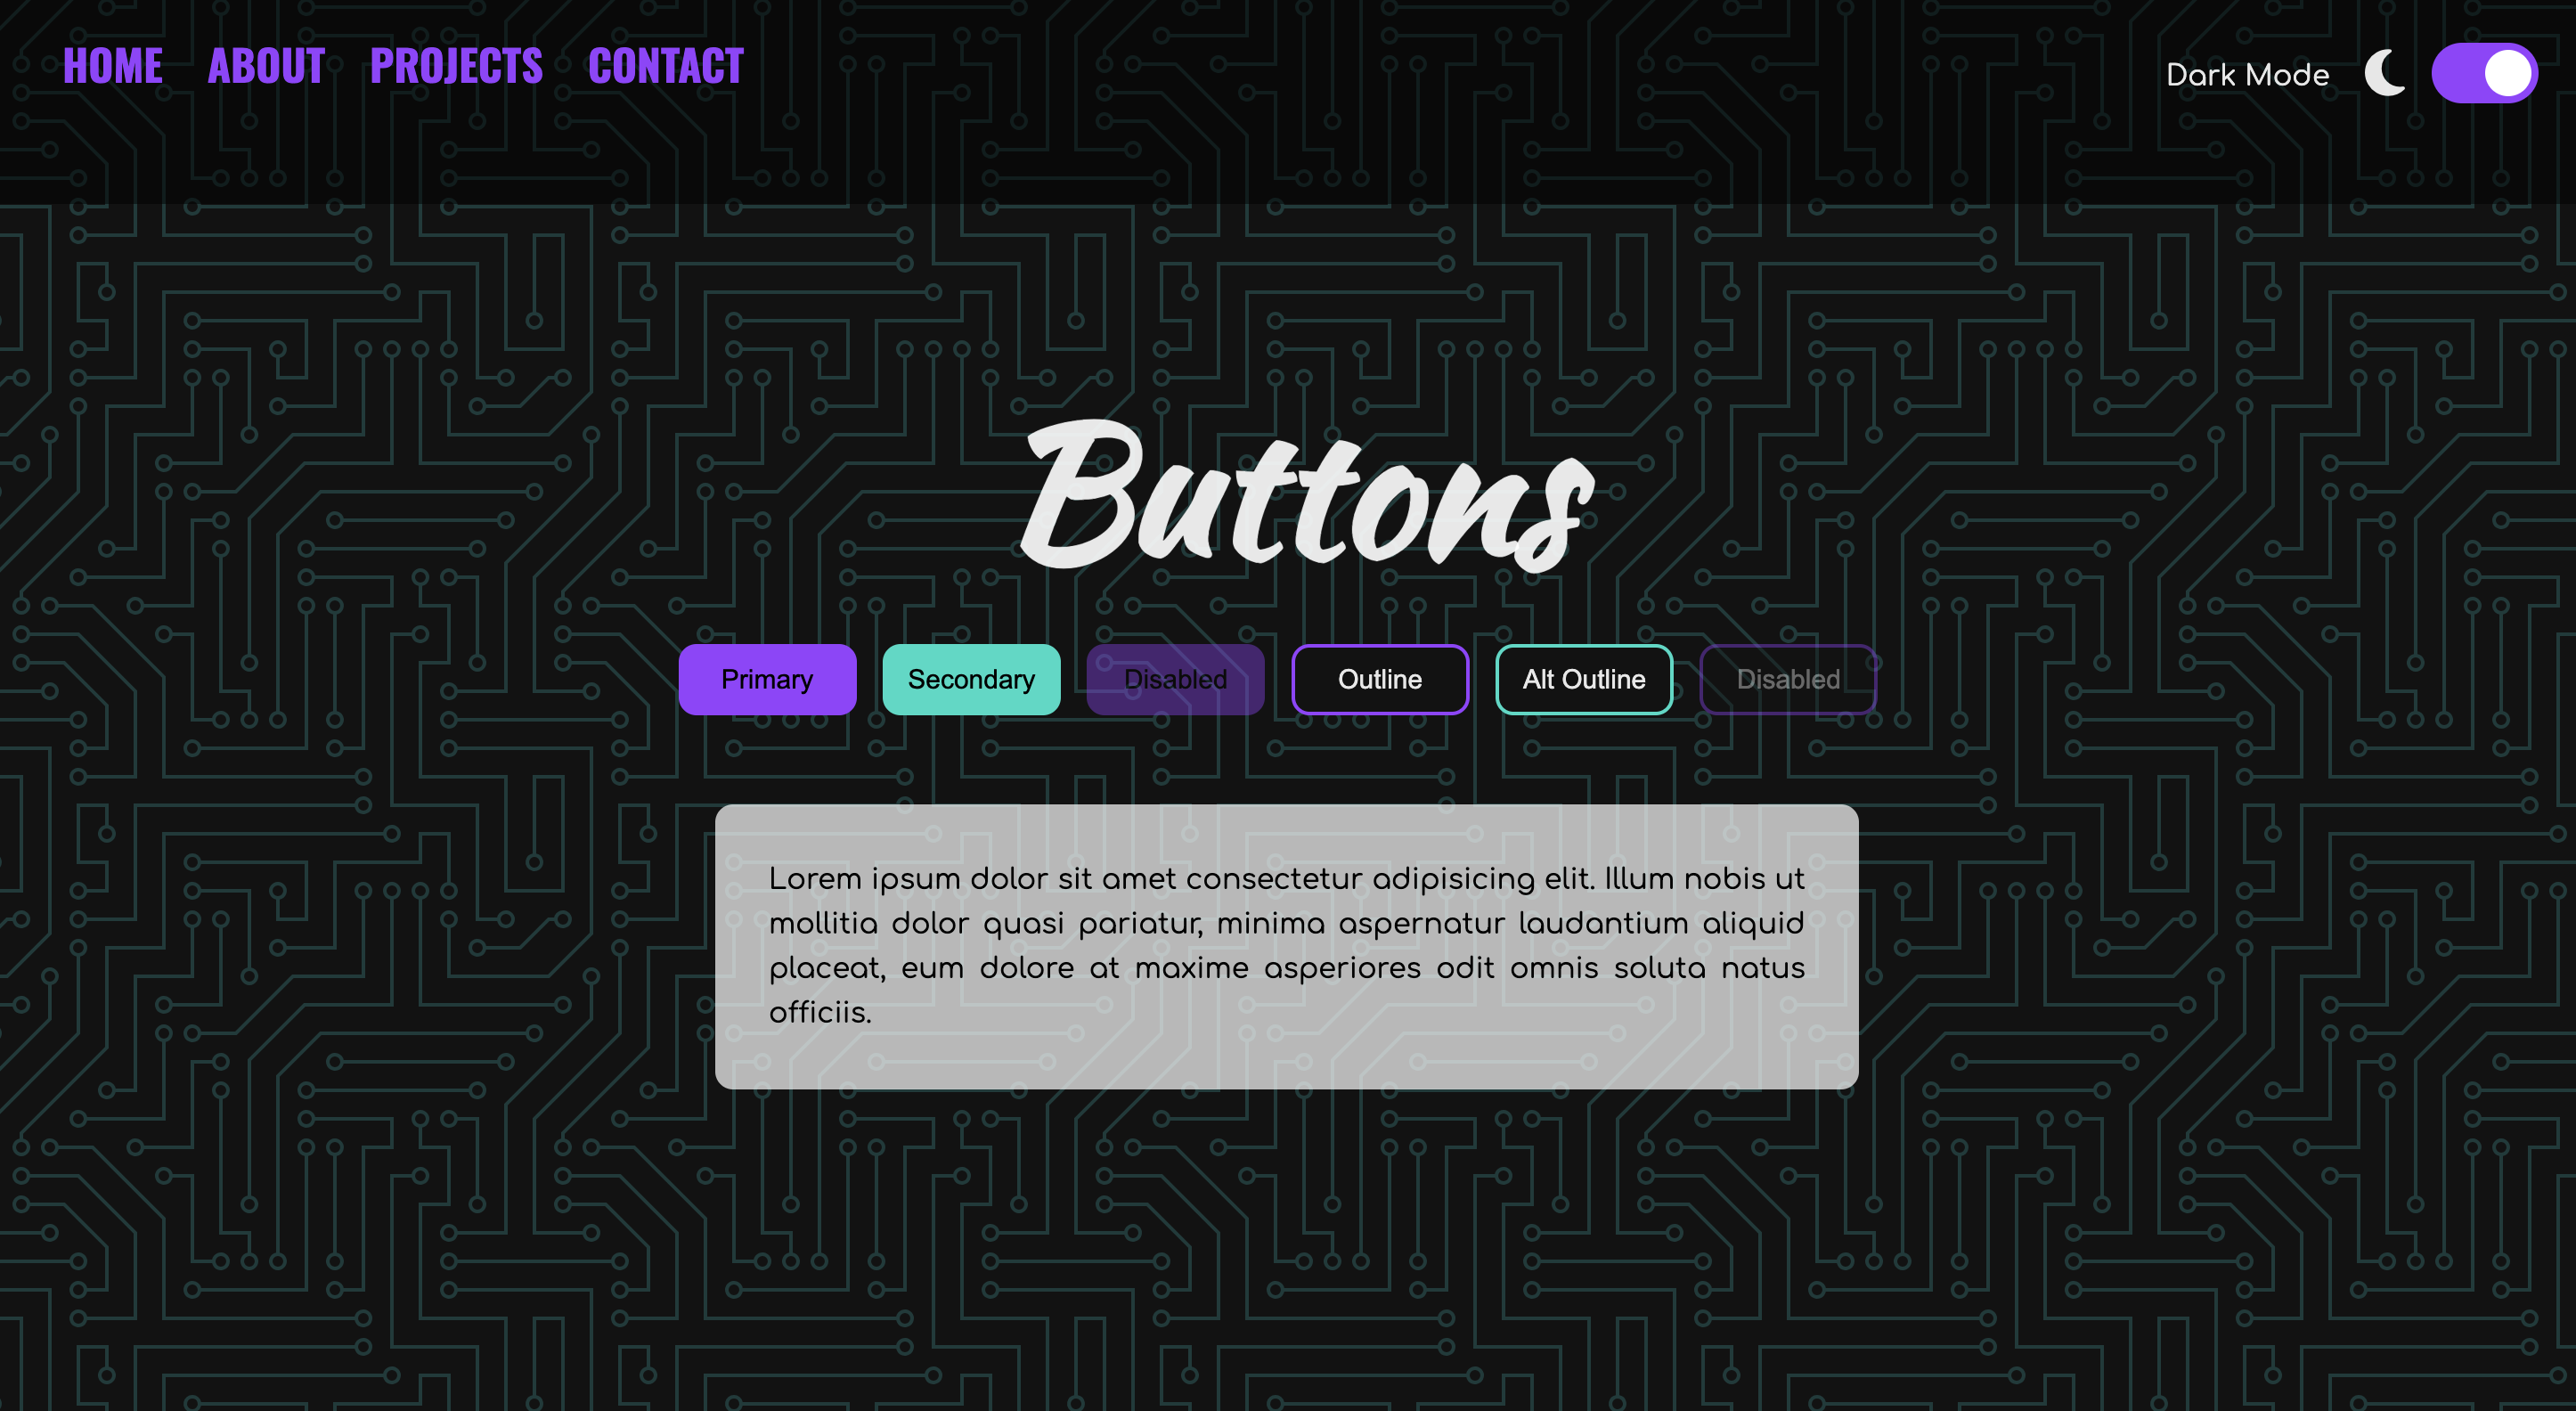 HOME ABOUT PROJECTS CONTACT Dark Mode
Buttons
Primary Secondary Disabled Outline Alt Outline Disabled
Lorem ipsum dolor sit amet consectetur adipisicing elit. Illum nobis ut
mollitia dolor quasi pariatur, minima aspernatur laudantium aliquid
placeat, eum dolore at maxime asperiores odit omnis soluta natus
officiis.